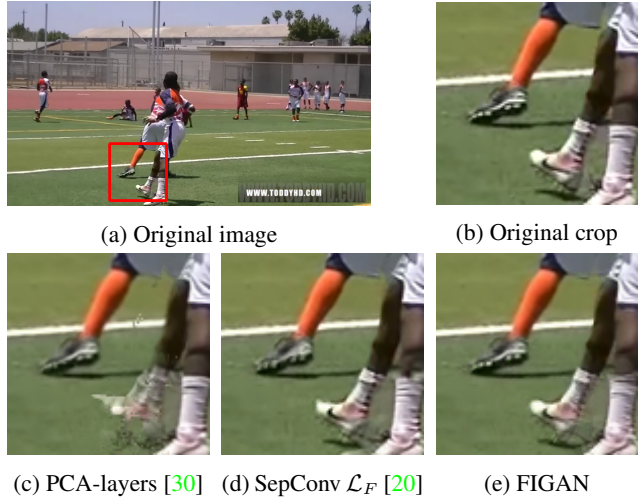 WWW.TODDYHD.COM
(a) Original image
(b) Original crop
(c) PCA-layers [30]
(d) SepConv ℒ_F [20]
(e) FIGAN